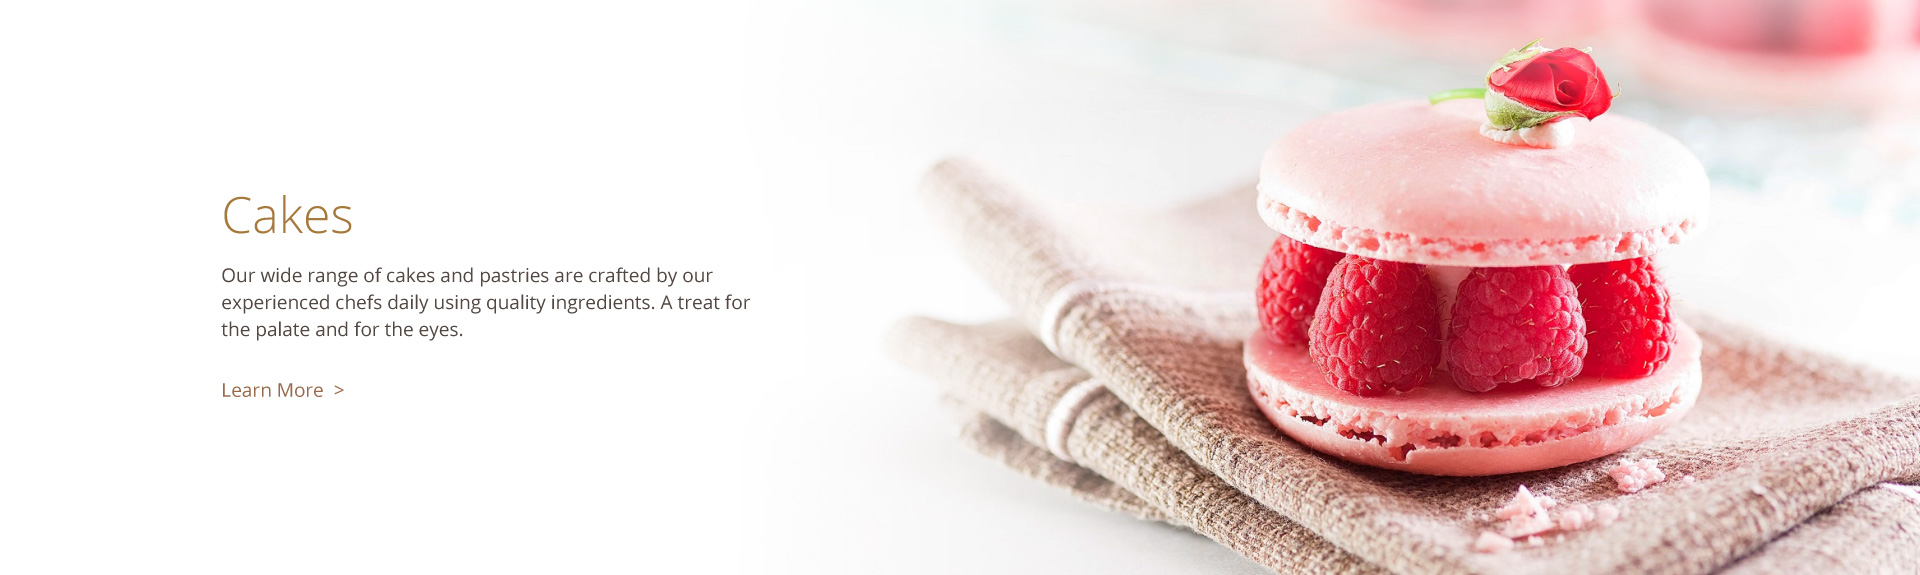 Cakes
Our wide range of cakes and pastries are crafted by our
experienced chefs daily using quality ingredients. A treat for
the palate and for the eyes.
Learn More >